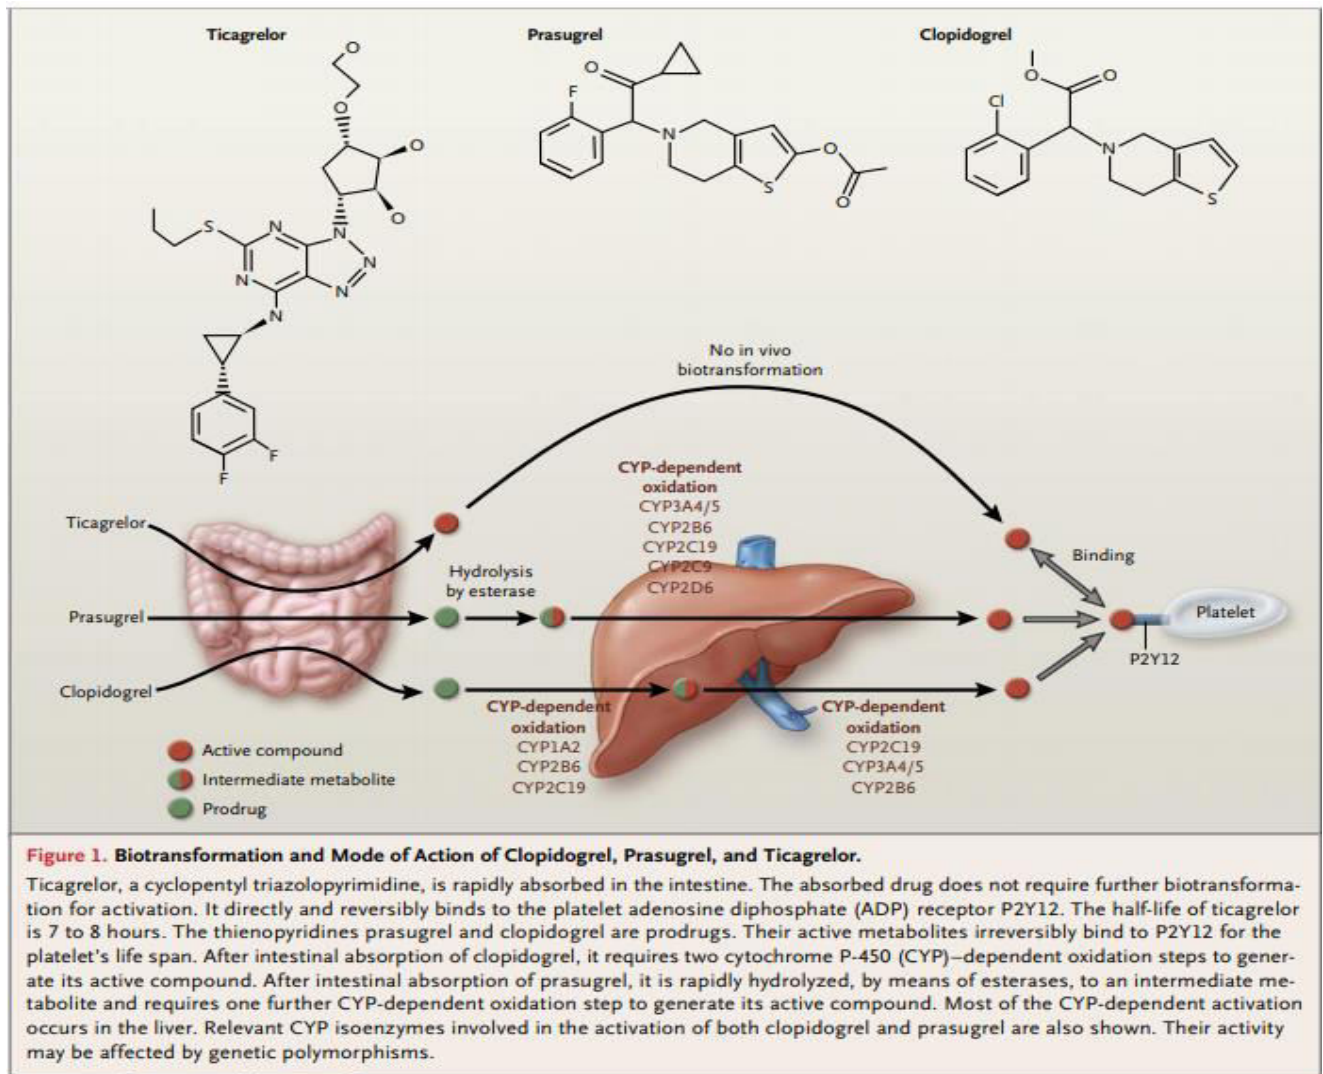 Ticagrelor
Prasugrel
Clopidogrel
O
O
O
O
S
N
N
N
N
N
N
F
F
O
F
N
S
O
O
O
O
Cl
N
S
No in vivo
biotransformation
CYP-dependent
oxidation
CYP3A4/5
CYP2B6
CYP2C19
CYP2C9
CYP2D6
Ticagrelor
Prasugrel
Clopidogrel
Hydrolysis
by esterase
Binding
Platelet
P2Y12
CYP-dependent
oxidation
CYP1A2
CYP2B6
CYP2C19
CYP-dependent
oxidation
CYP2C19
CYP3A4/5
CYP2B6
Active compound
Intermediate metabolite
Prodrug
Figure 1. Biotransformation and Mode of Action of Clopidogrel, Prasugrel, and Ticagrelor.
Ticagrelor, a cyclopentyl triazolopyrimidine, is rapidly absorbed in the intestine. The absorbed drug does not require further biotransforma-
tion for activation. It directly and reversibly binds to the platelet adenosine diphosphate (ADP) receptor P2Y12. The half-life of ticagrelor
is 7 to 8 hours. The thienopyridines prasugrel and clopidogrel are prodrugs. Their active metabolites irreversibly bind to P2Y12 for the
platelet's life span. After intestinal absorption of clopidogrel, it requires two cytochrome P-450 (CYP)–dependent oxidation steps to gener-
ate its active compound. After intestinal absorption of prasugrel, it is rapidly hydrolyzed, by means of esterases, to an intermediate me-
tabolite and requires one further CYP-dependent oxidation step to generate its active compound. Most of the CYP-dependent activation
occurs in the liver. Relevant CYP isoenzymes involved in the activation of both clopidogrel and prasugrel are also shown. Their activity
may be affected by genetic polymorphisms.